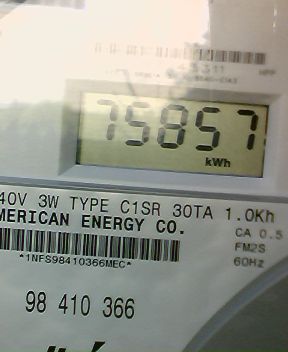 75857
kWh
40V 3W TYPE C1SR 30TA 1.0Kh
MERICAN ENERGY CO.
CA 0.5
FM2S
*1NFS98410366MEC*
60Hz
98 410 366